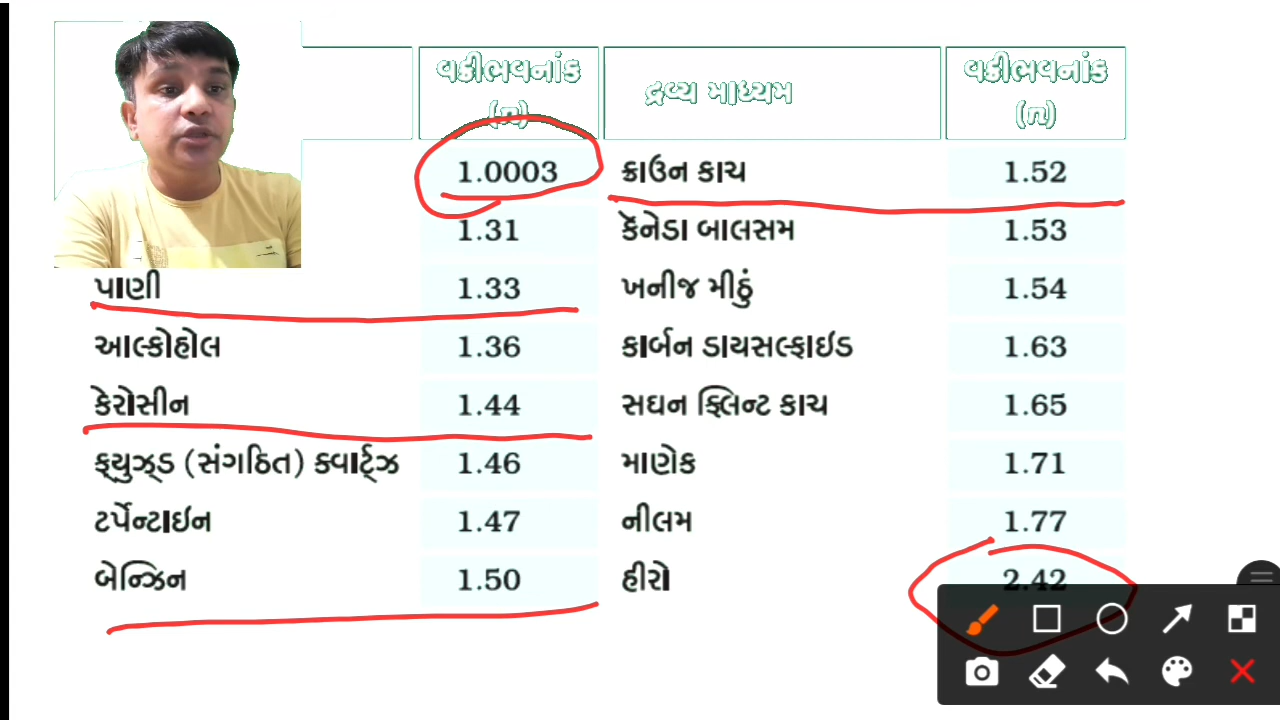 વક્રીભવનાંક (n) દ્રવ્ય માધ્યમ વક્રીભવનાંક (n)
1.0003 ક્રાઉન કાચ 1.52
1.31 કૅનેડા બાલસમ 1.53
પાણી 1.33 ખનીજ મીઠું 1.54
આલ્કોહોલ 1.36 કાર્બન ડાયસલ્ફાઇડ 1.63
કેરોસીન 1.44 સઘન ફ્લિન્ટ કાચ 1.65
ફ્યુઝ્ડ (સંગઠિત) ક્વાર્ટ્ઝ 1.46 માણેક 1.71
ટર્પેન્ટાઇન 1.47 નીલમ 1.77
બેન્ઝિન 1.50 હીરો 2.42